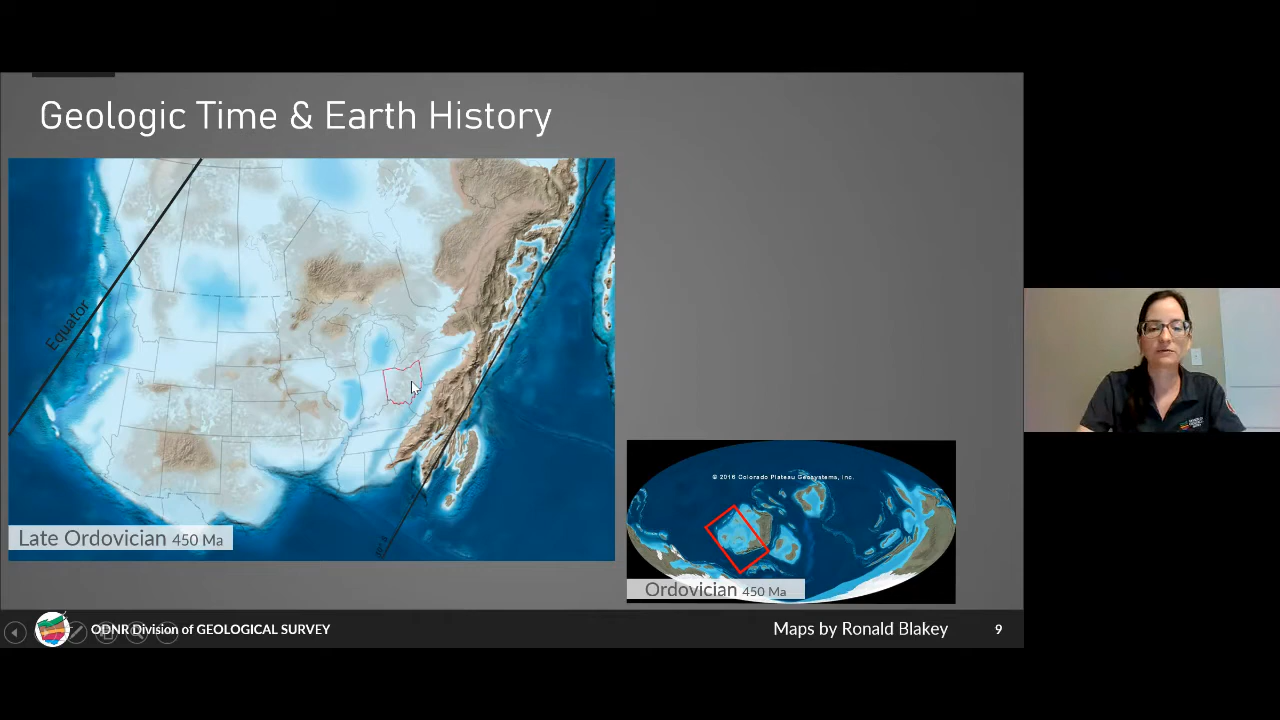 Geologic Time & Earth History
Equator
Late Ordovician 450 Ma
© 2016 Colorado Plateau Geosystems, Inc.
Ordovician 450 Ma
ODNR Division of GEOLOGICAL SURVEY
Maps by Ronald Blakey
9